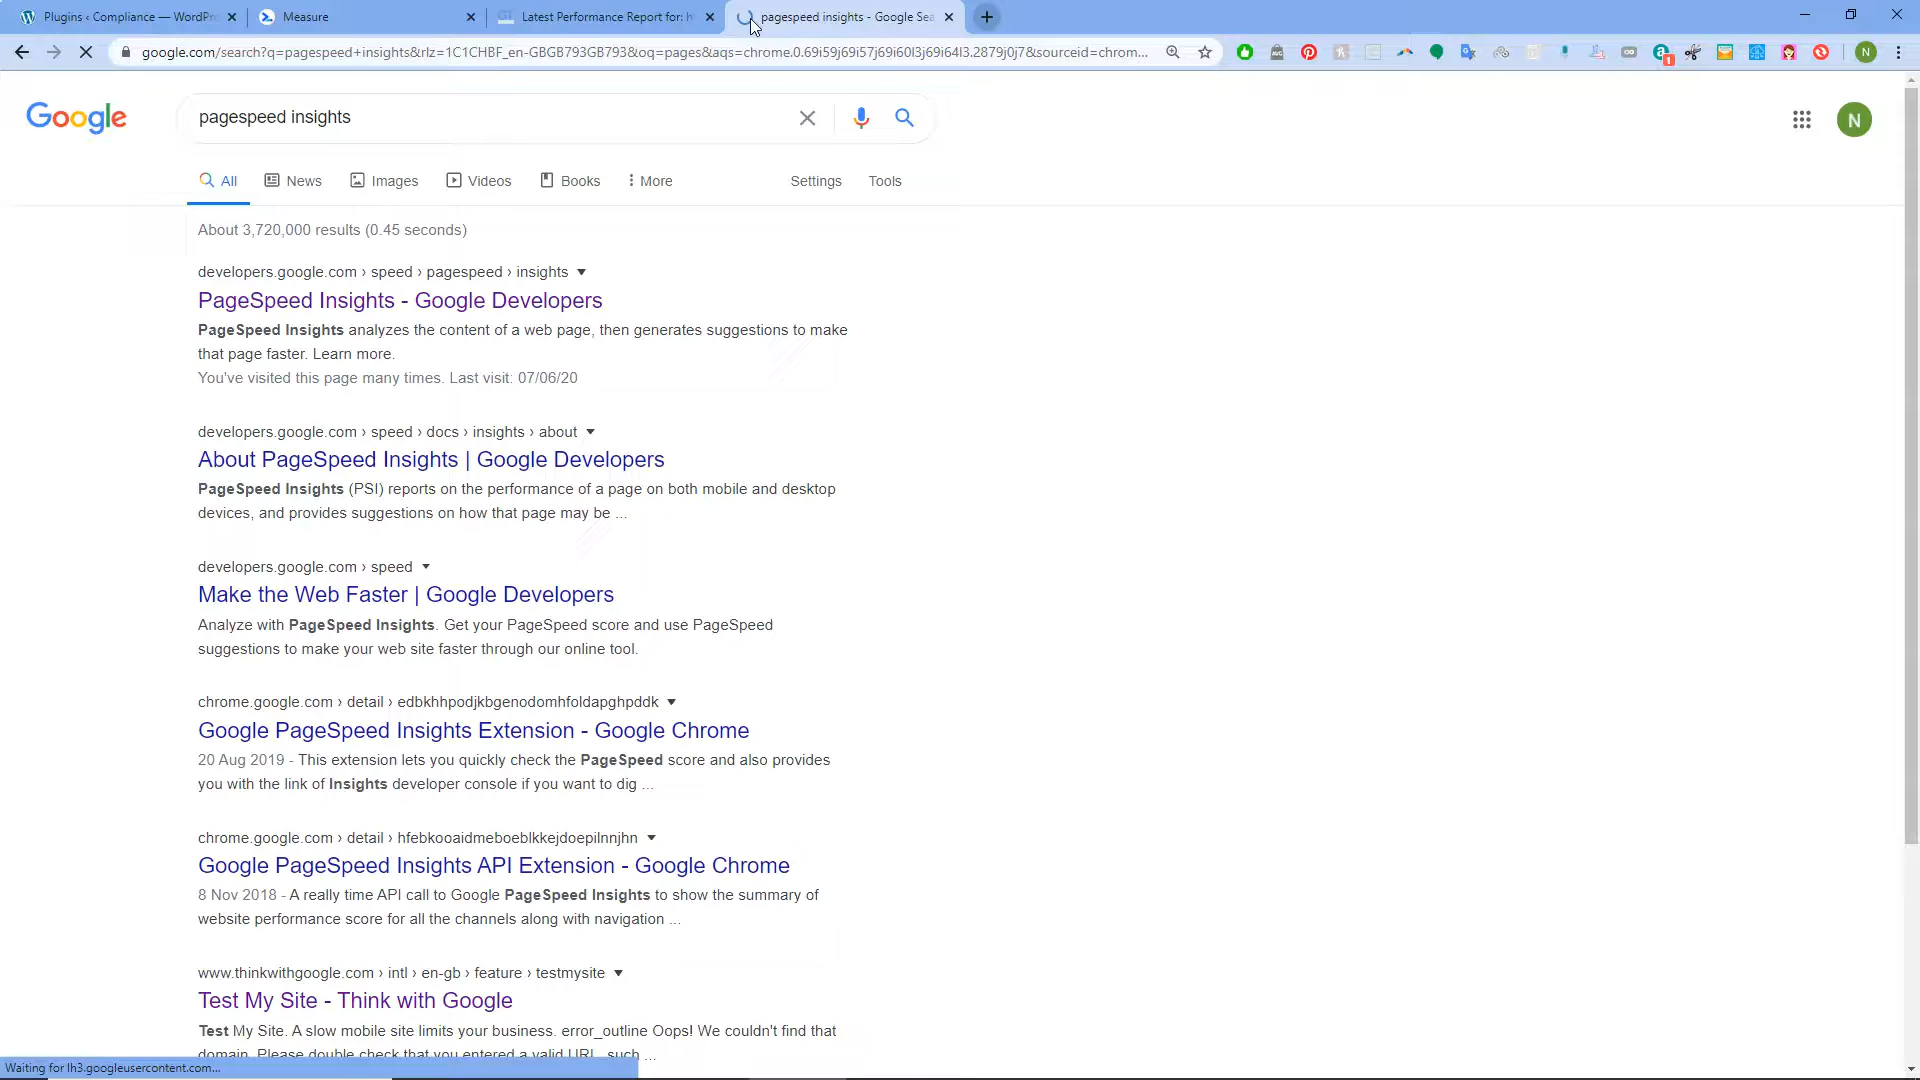 Plugins ‹ Compliance — WordPr
Measure
Latest Performance Report for: h
pagespeed insights - Google Sea
google.com/search?q=pagespeed+insights&rlz=1C1CHBF_en-GBGB793GB793&oq=pages&aqs=chrome.0.69i59j69i57j69i60l3j69i64l3.2879j0j7&sourceid=chrom...
1
N
Google
pagespeed insights
N
All
News
Images
Videos
Books
More
Settings
Tools
About 3,720,000 results (0.45 seconds)
developers.google.com › speed › pagespeed › insights
PageSpeed Insights - Google Developers
PageSpeed Insights analyzes the content of a web page, then generates suggestions to make
that page faster. Learn more.
You've visited this page many times. Last visit: 07/06/20
developers.google.com › speed › docs › insights › about
About PageSpeed Insights | Google Developers
PageSpeed Insights (PSI) reports on the performance of a page on both mobile and desktop
devices, and provides suggestions on how that page may be ...
developers.google.com › speed
Make the Web Faster | Google Developers
Analyze with PageSpeed Insights. Get your PageSpeed score and use PageSpeed
suggestions to make your web site faster through our online tool.
chrome.google.com › detail › edbkhhpodjkbgenodomhfoldapghpddk
Google PageSpeed Insights Extension - Google Chrome
20 Aug 2019 - This extension lets you quickly check the PageSpeed score and also provides
you with the link of Insights developer console if you want to dig ...
chrome.google.com › detail › hfebkooaidmeboeblkkejdoepilnnjhn
Google PageSpeed Insights API Extension - Google Chrome
8 Nov 2018 - A really time API call to Google PageSpeed Insights to show the summary of
website performance score for all the channels along with navigation ...
www.thinkwithgoogle.com › intl › en-gb › feature › testmysite
Test My Site - Think with Google
Test My Site. A slow mobile site limits your business. error_outline Oops! We couldn't find that
domain. Please double check that you entered a valid URL, such ...
Waiting for lh3.googleusercontent.com...